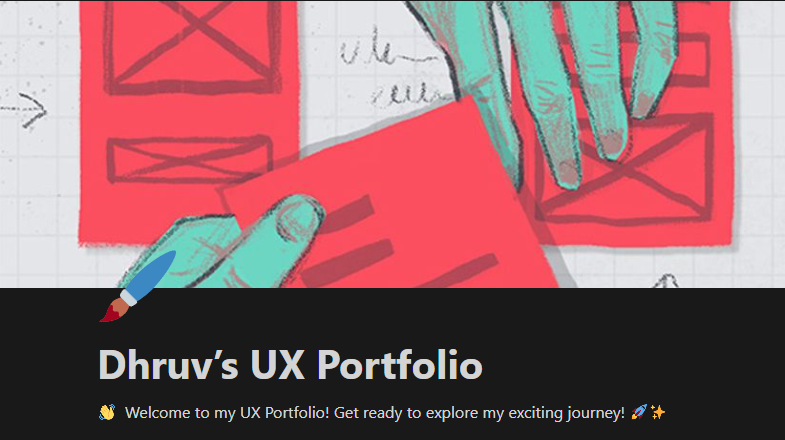 Dhruv’s UX Portfolio
👋 Welcome to my UX Portfolio! Get ready to explore my exciting journey! 🚀✨